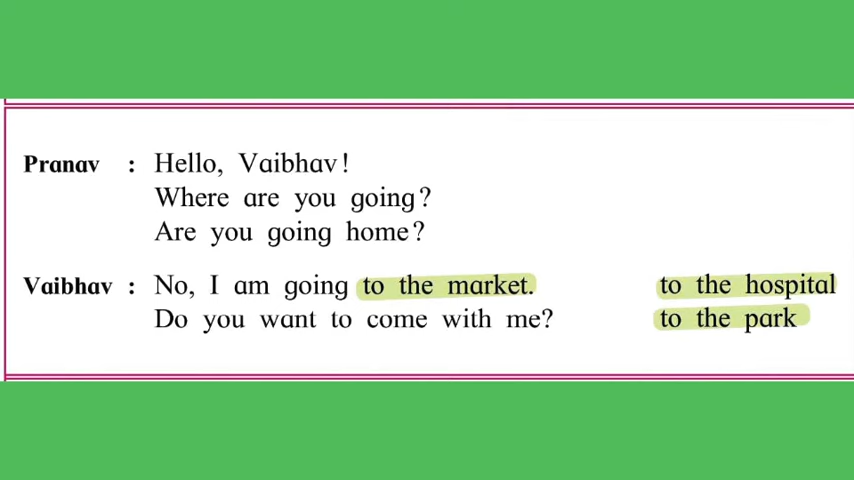 Pranav : Hello, Vaibhav!
Where are you going?
Are you going home?
Vaibhav : No, I am going to the market. to the hospital
Do you want to come with me? to the park